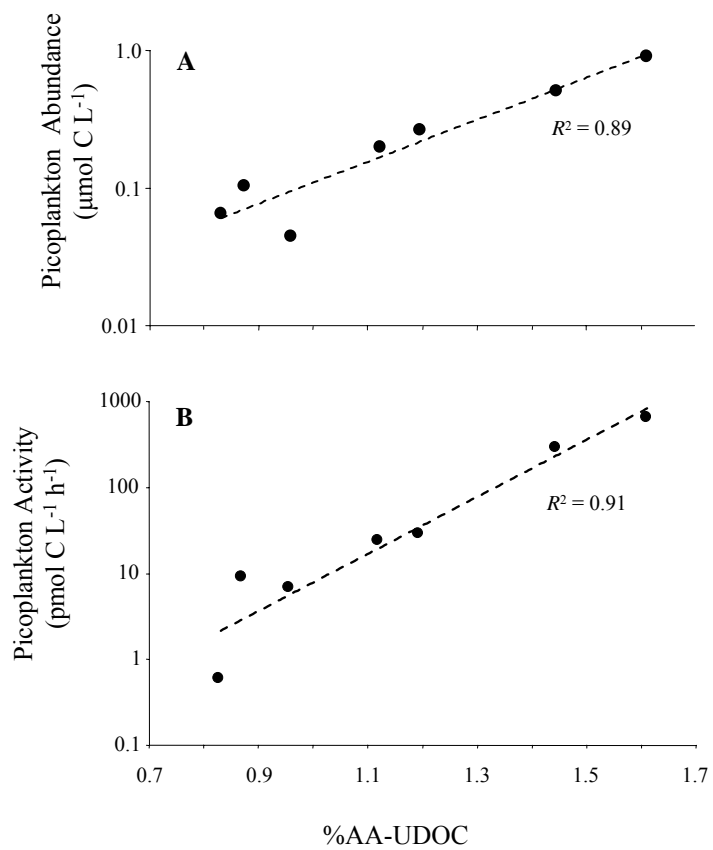 A
Picoplankton Abundance
(μmol C L⁻¹)
1.0
0.1
0.01
R² = 0.89
B
Picoplankton Activity
(pmol C L⁻¹ h⁻¹)
1000
100
10
1
0.1
R² = 0.91
0.7 0.9 1.1 1.3 1.5 1.7
%AA-UDOC